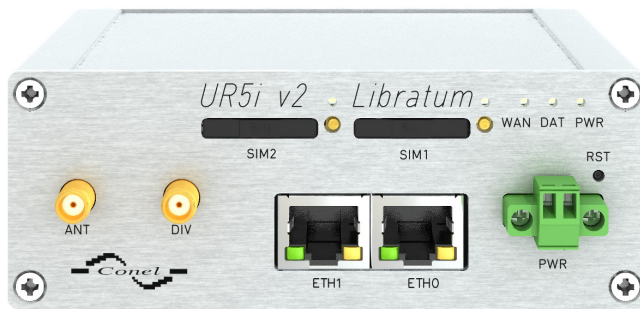 UR5i v2 Libratum
WAN DAT PWR
SIM2 SIM1
RST
ANT DIV
PWR
Conel
ETH1 ETH0